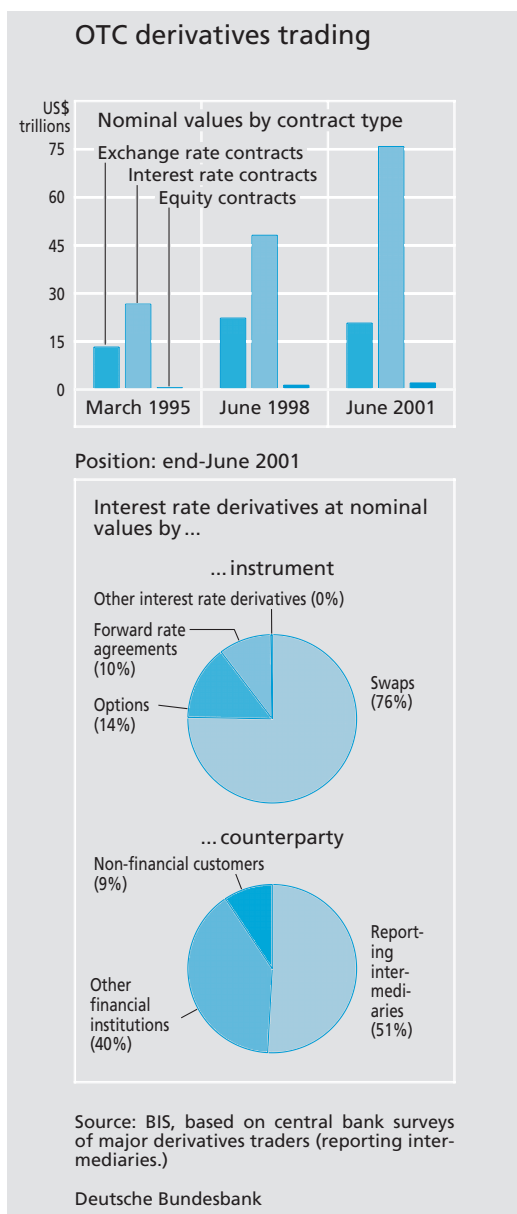 OTC derivatives trading
US$
trillions
Nominal values by contract type
75
Exchange rate contracts
Interest rate contracts
60
Equity contracts
45
30
15
0
March 1995
June 1998
June 2001
Position: end-June 2001
Interest rate derivatives at nominal
values by ...
... instrument
Other interest rate derivatives (0%)
Forward rate
agreements
(10%)
Options
(14%)
Swaps
(76%)
... counterparty
Non-financial customers
(9%)
Other
financial
institutions
(40%)
Report-
ing
inter-
medi-
aries
(51%)
Source: BIS, based on central bank surveys
of major derivatives traders (reporting inter-
mediaries.)
Deutsche Bundesbank